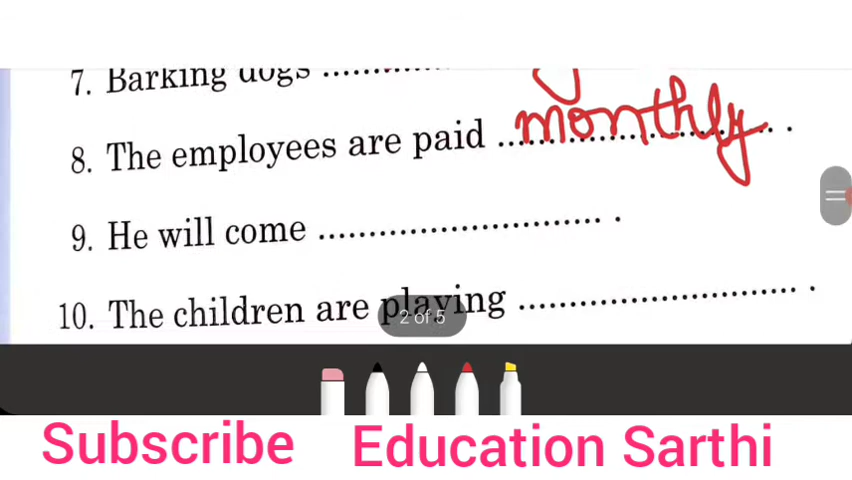 7. Barking dogs ............
8. The employees are paid ...monthly... .
9. He will come ................................ .
10. The children are playing ................................ .
2 of 5
Subscribe Education Sarthi